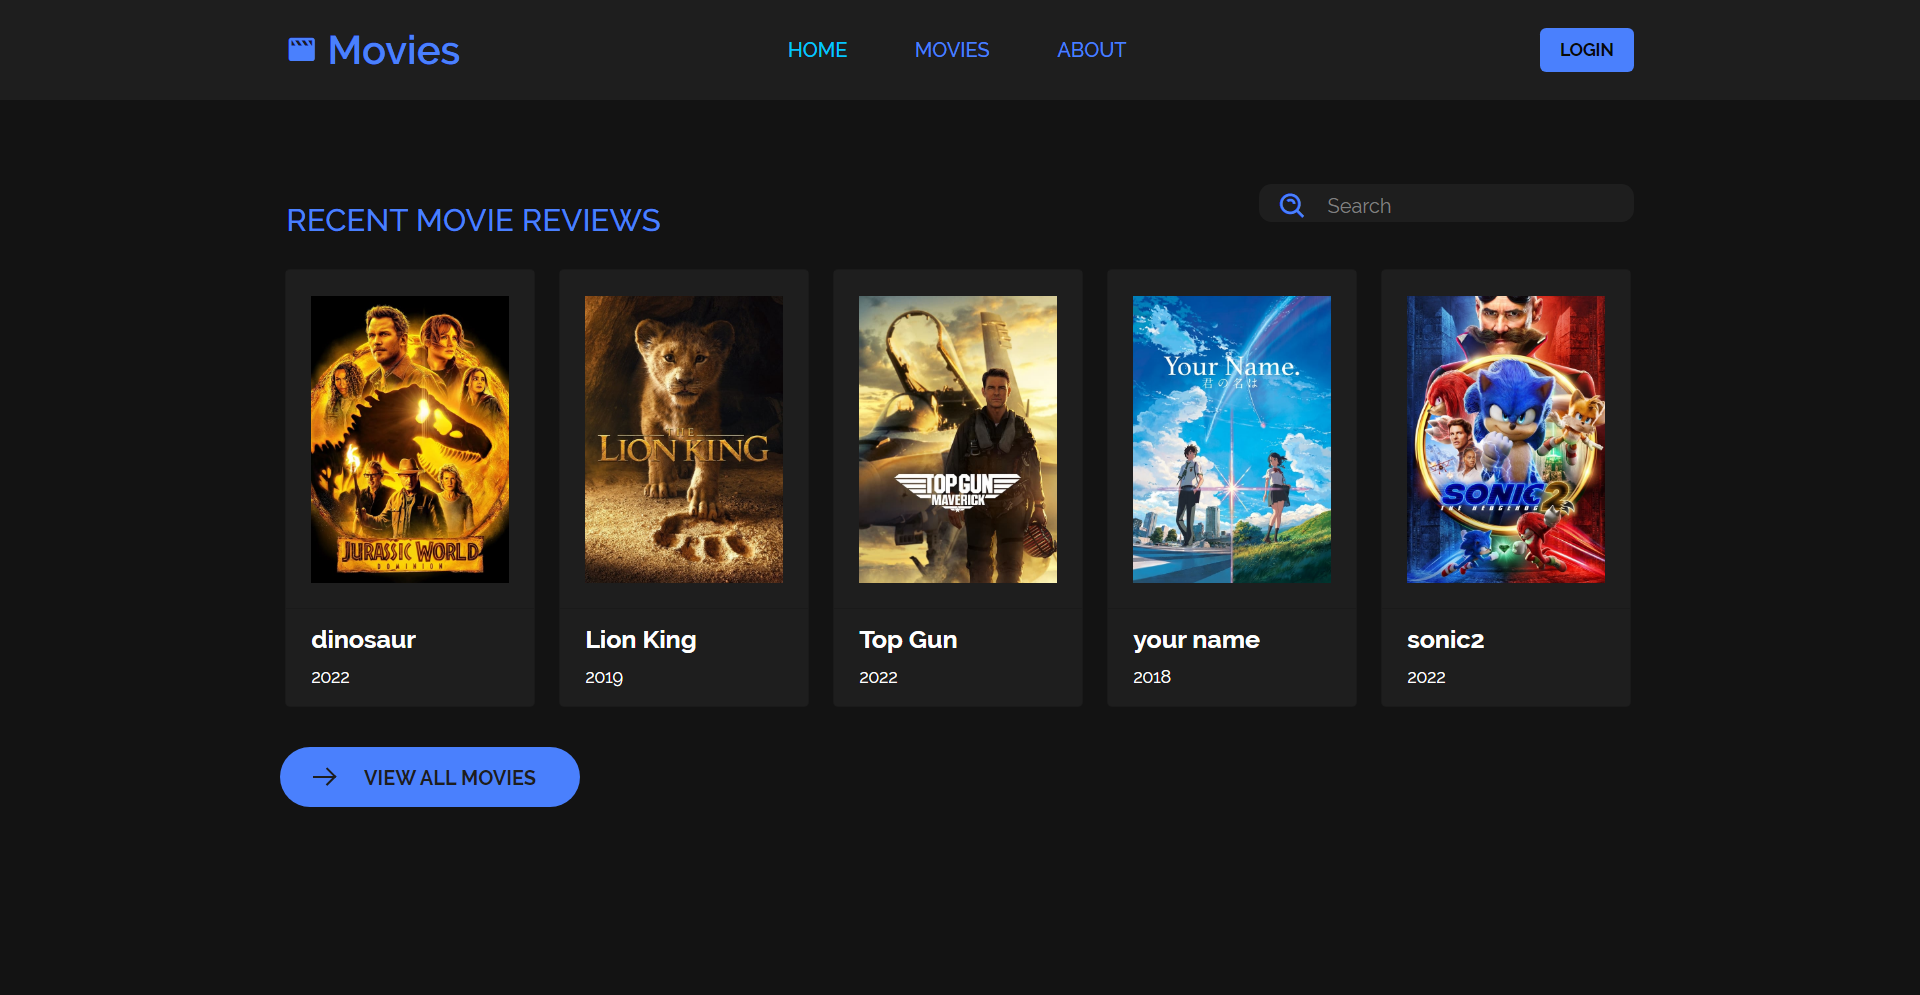 Movies
HOME
MOVIES
ABOUT
LOGIN
RECENT MOVIE REVIEWS
Search
JURASSIC WORLD
DOMINION
THE
LION KING
TOP GUN
MAVERICK
Your Name.
君の名は
SONIC 2
THE HEDGEHOG
dinosaur
2022
Lion King
2019
Top Gun
2022
your name
2018
sonic2
2022
VIEW ALL MOVIES